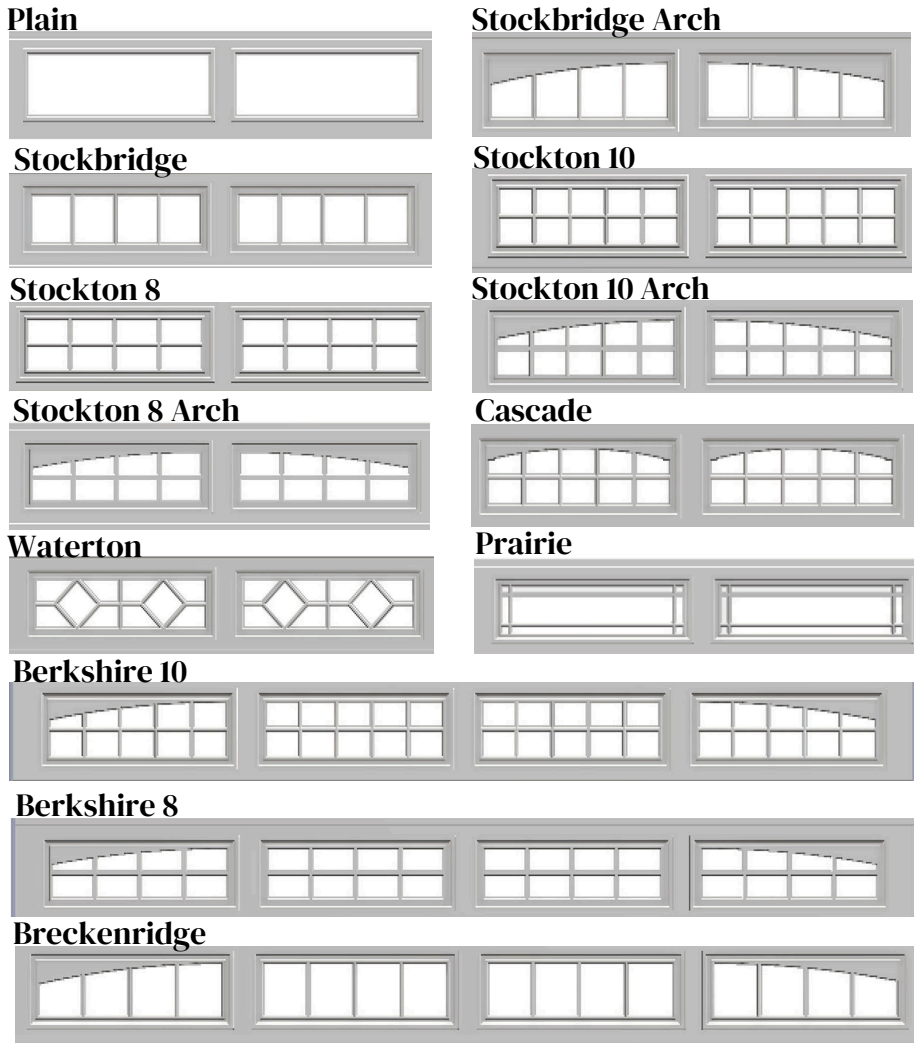 Plain
Stockbridge Arch
Stockbridge
Stockton 10
Stockton 8
Stockton 10 Arch
Stockton 8 Arch
Cascade
Waterton
Prairie
Berkshire 10
Berkshire 8
Breckenridge